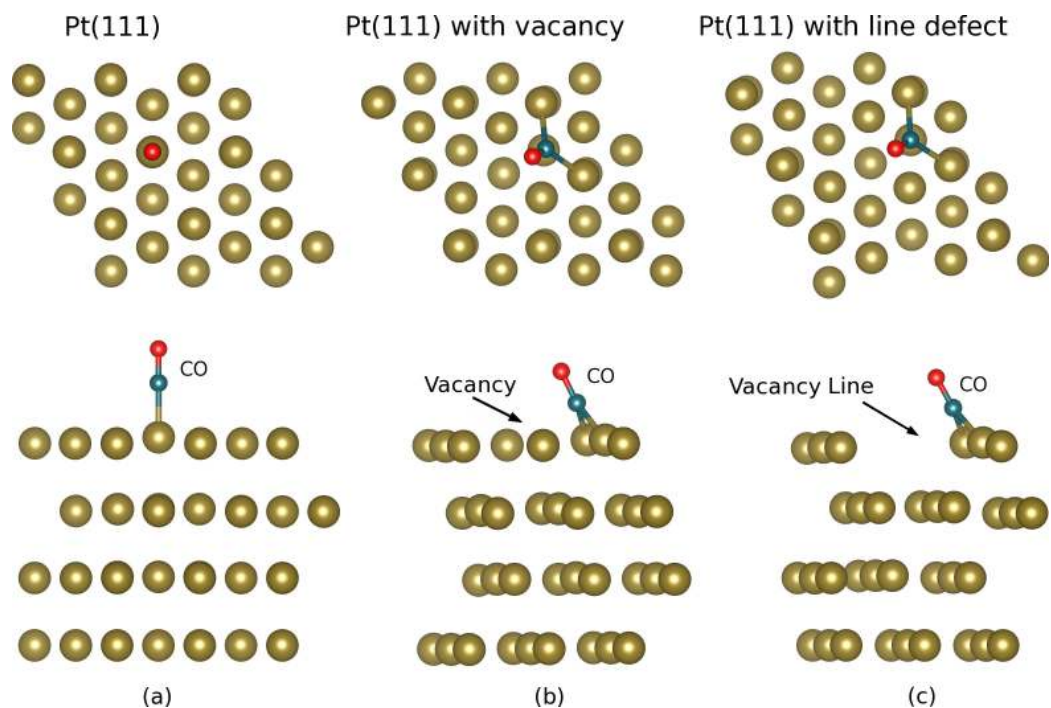 Pt(111)
Pt(111) with vacancy
Pt(111) with line defect
CO
Vacancy
CO
Vacancy Line
CO
(a)
(b)
(c)